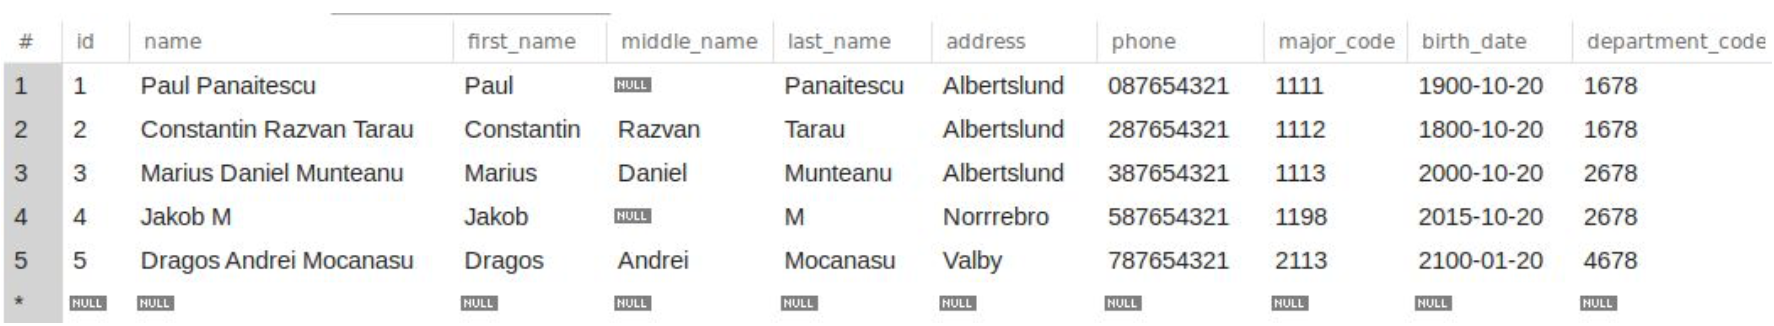 # id name first_name middle_name last_name address phone major_code birth_date department_code
1 1 Paul Panaitescu Paul NULL Panaitescu Albertslund 087654321 1111 1900-10-20 1678
2 2 Constantin Razvan Tarau Constantin Razvan Tarau Albertslund 287654321 1112 1800-10-20 1678
3 3 Marius Daniel Munteanu Marius Daniel Munteanu Albertslund 387654321 1113 2000-10-20 2678
4 4 Jakob M Jakob NULL M Norrrebro 587654321 1198 2015-10-20 2678
5 5 Dragos Andrei Mocanasu Dragos Andrei Mocanasu Valby 787654321 2113 2100-01-20 4678
* NULL NULL NULL NULL NULL NULL NULL NULL NULL NULL